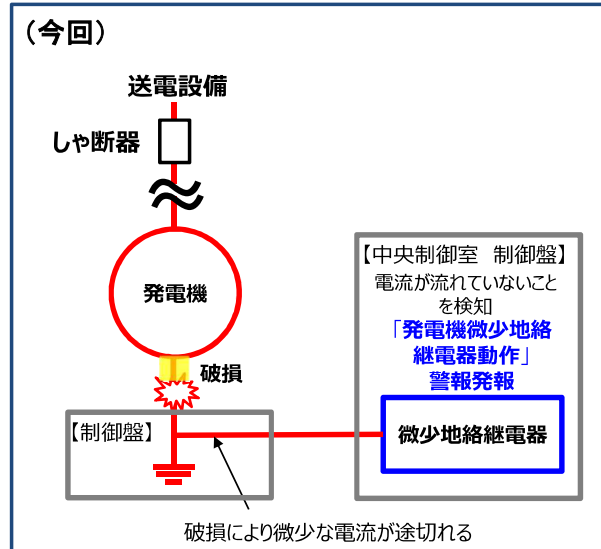 （今回）
送電設備
しゃ断器
発電機
破損
【制御盤】
【中央制御室　制御盤】
電流が流れていないこと
を検知
「発電機微少地絡
継電器動作」
警報発報
微少地絡継電器
破損により微少な電流が途切れる